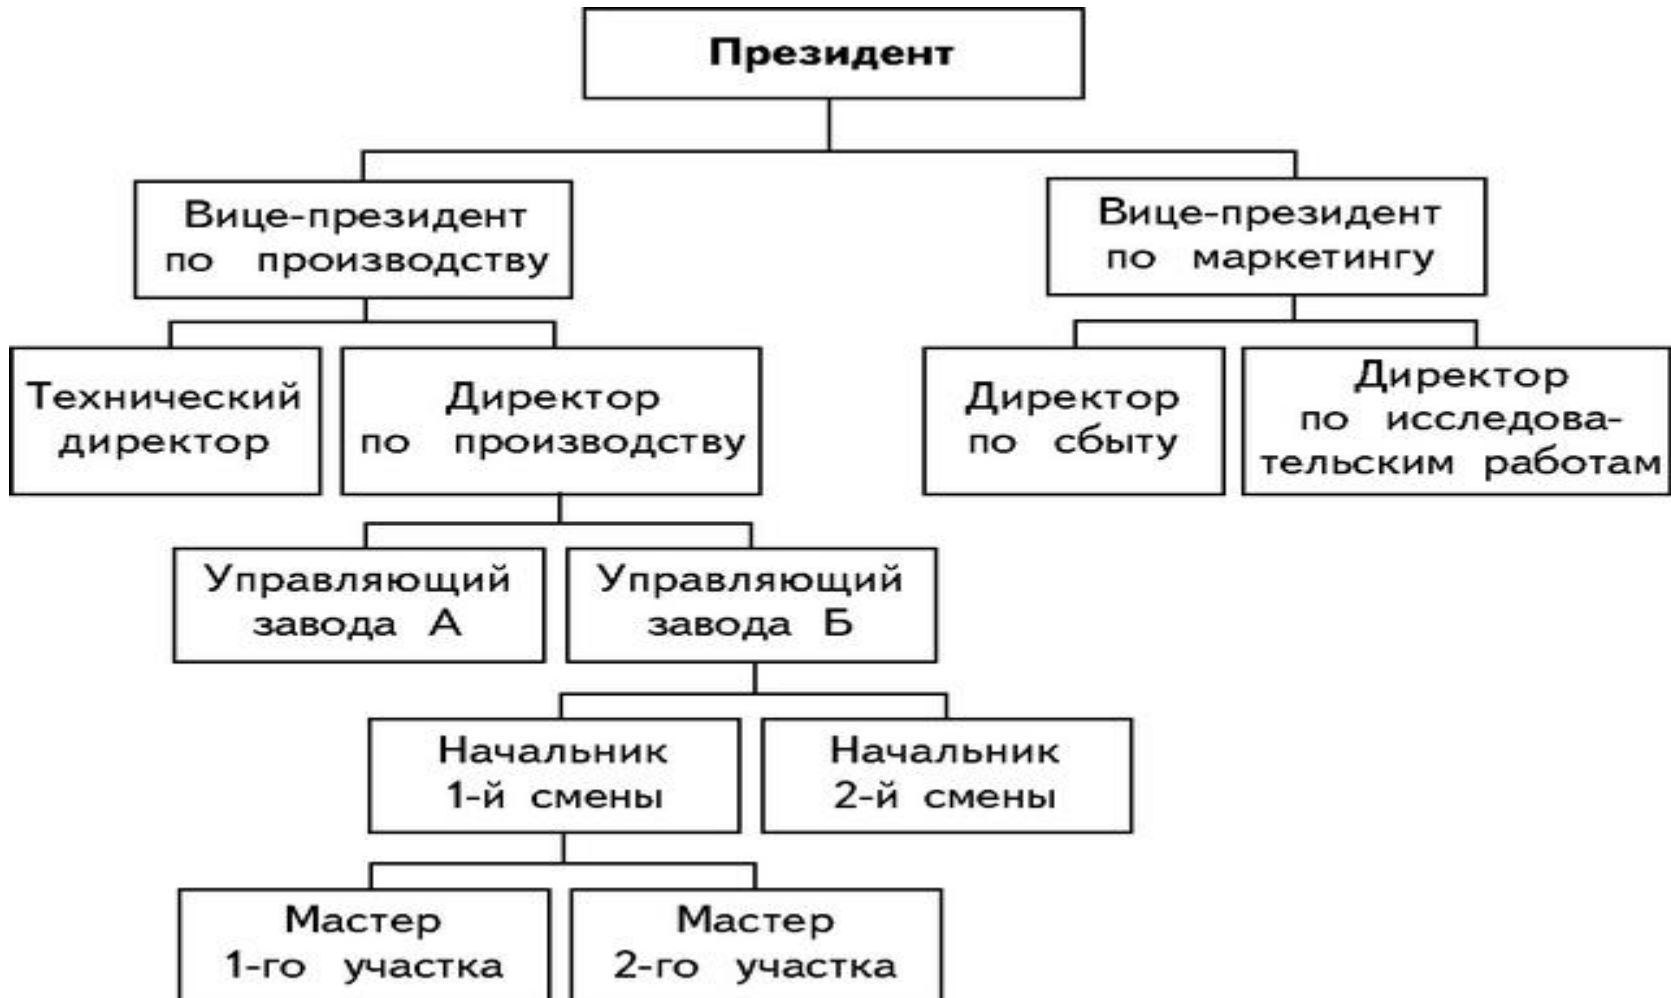 Президент
Вице-президент
по производству
Вице-президент
по маркетингу
Технический
директор
Директор
по производству
Директор
по сбыту
Директор
по исследова-
тельским работам
Управляющий
завода А
Управляющий
завода Б
Начальник
1-й смены
Начальник
2-й смены
Мастер
1-го участка
Мастер
2-го участка